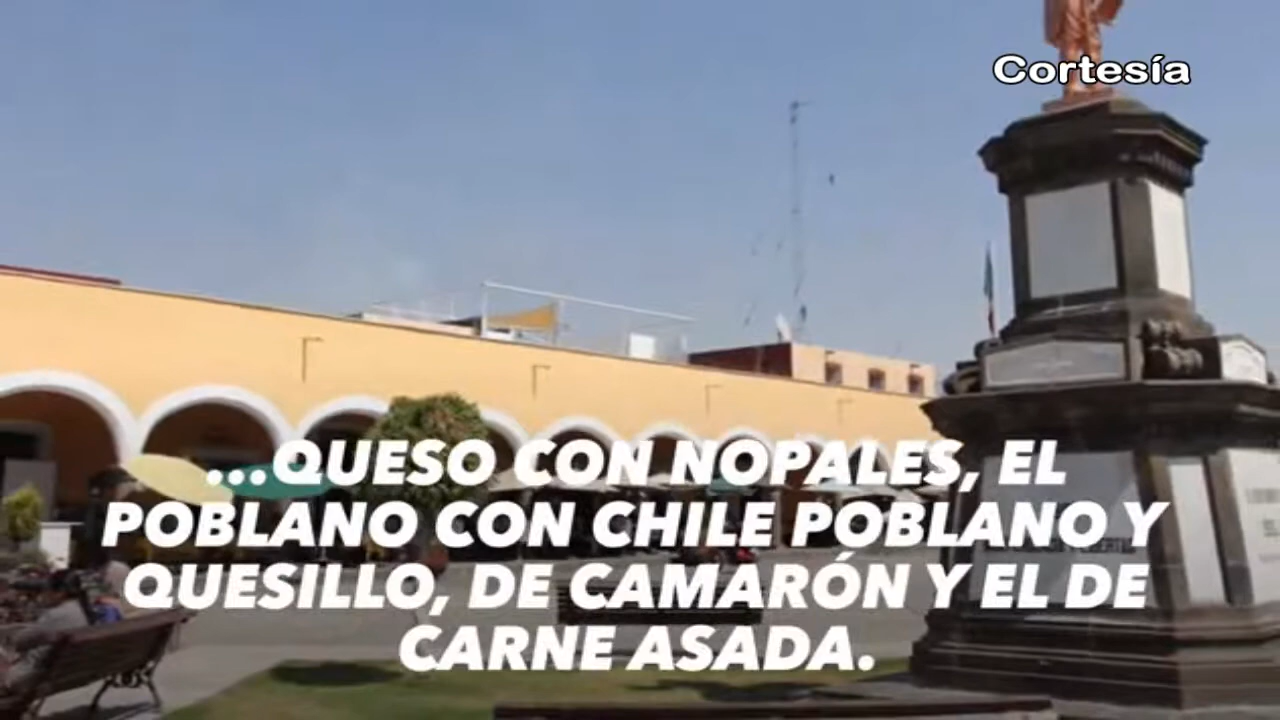 Cortesía
...QUESO CON NOPALES, EL
POBLANO CON CHILE POBLANO Y
QUESILLO, DE CAMARÓN Y EL DE
CARNE ASADA.